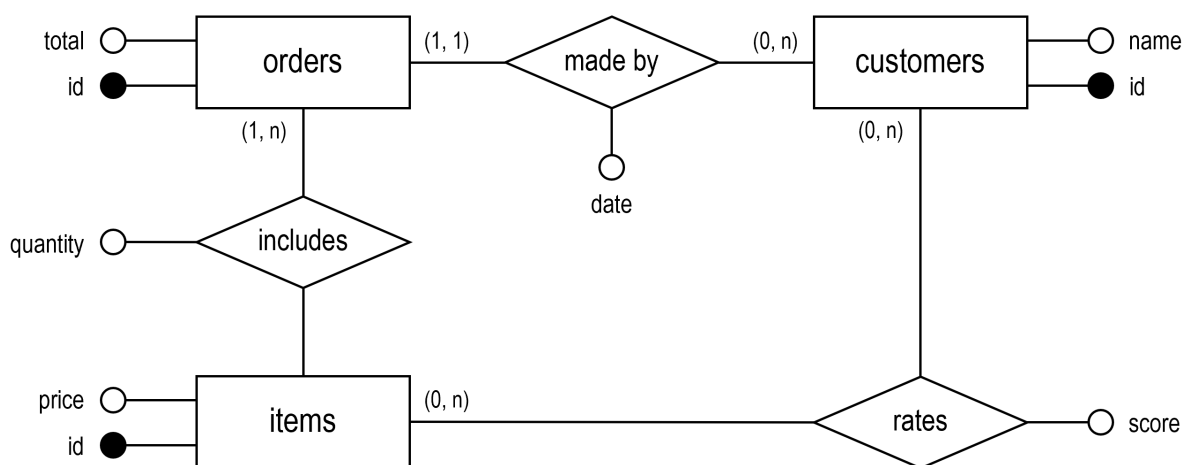 total
orders
(1, 1)
made by
(0, n)
customers
name
id
id
(1, n)
(0, n)
date
quantity
includes
price
items
(0, n)
rates
score
id